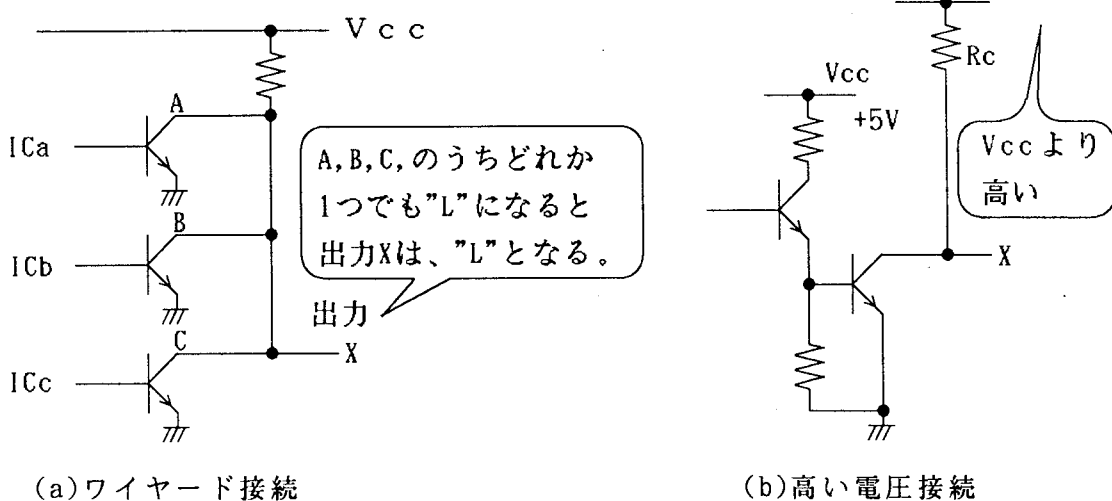 Vcc
A
ICa
A,B,C,のうちどれか
1つでも"L"になると
出力Xは、"L"となる。
B
ICb
出力
C
X
ICc
(a)ワイヤード接続
Rc
Vcc
+5V
Vccより
高い
X
(b)高い電圧接続